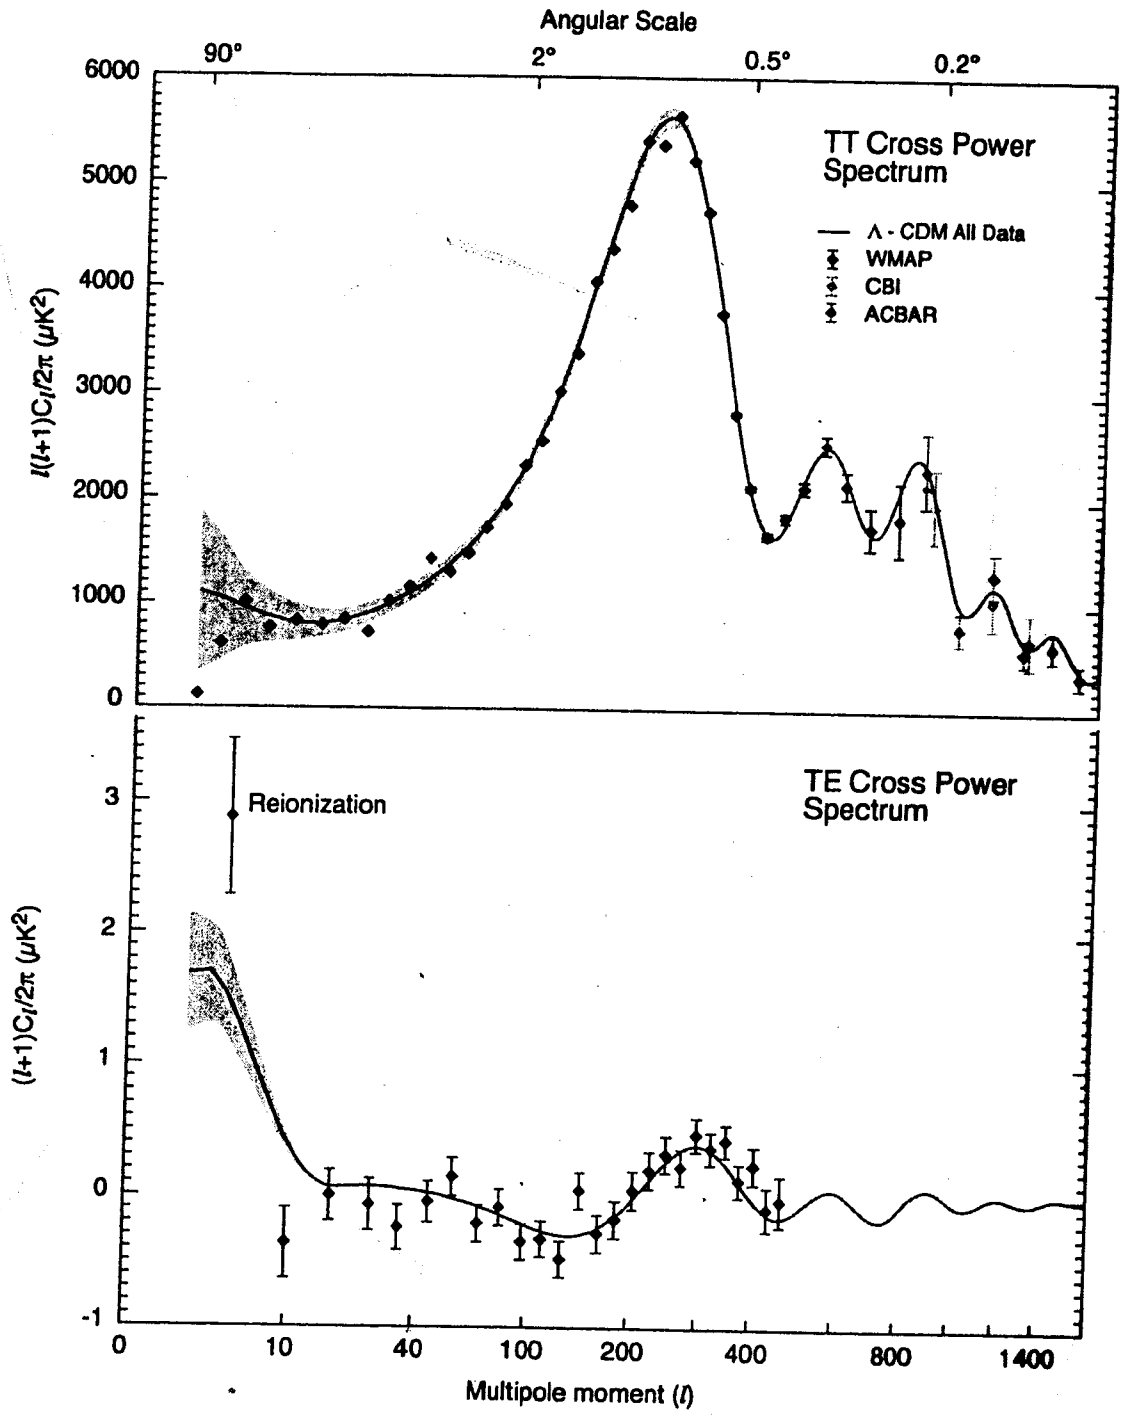 Angular Scale
90° 2° 0.5° 0.2°
6000
5000
4000
3000
2000
1000
0
l(l+1)Cl/2π (μK²)
TT Cross Power
Spectrum
Λ - CDM All Data
WMAP
CBI
ACBAR
3
2
1
0
-1
(l+1)Cl/2π (μK²)
Reionization
TE Cross Power
Spectrum
0 10 40 100 200 400 800 1400
Multipole moment (l)